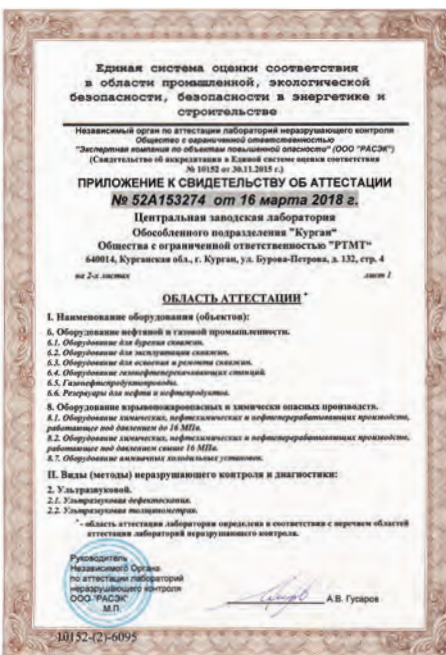 Единая система оценки соответствия
в области промышленной, экологической
безопасности, безопасности в энергетике и
строительстве
Независимый орган по аттестации лабораторий неразрушающего контроля
Общество с ограниченной ответственностью
"Экспертная компания по объектам повышенной опасности" (ООО "РАСЭК")
(Свидетельство об аккредитации в Единой системе оценки соответствия
№ 10152 от 30.11.2015 г.)
ПРИЛОЖЕНИЕ К СВИДЕТЕЛЬСТВУ ОБ АТТЕСТАЦИИ
№ 52А153274 от 16 марта 2018 г.
Центральная заводская лаборатория
Обособленного подразделения "Курган"
Общества с ограниченной ответственностью "РТМТ"
640014, Курганская обл., г. Курган, ул. Бурова-Петрова, д. 132, стр. 4
на 2-х листах лист 1
ОБЛАСТЬ АТТЕСТАЦИИ *
I. Наименование оборудования (объектов):
6. Оборудование нефтяной и газовой промышленности.
6.1. Оборудование для бурения скважин.
6.2. Оборудование для эксплуатации скважин.
6.3. Оборудование для освоения и ремонта скважин.
6.4. Оборудование газонефтеперекачивающих станций.
6.5. Газонефтепродуктопроводы.
6.6. Резервуары для нефти и нефтепродуктов.
8. Оборудование взрывопожароопасных и химически опасных производств.
8.1. Оборудование химических, нефтехимических и нефтеперерабатывающих производств,
работающее под давлением до 16 МПа.
8.2. Оборудование химических, нефтехимических и нефтеперерабатывающих производств,
работающее под давлением свыше 16 МПа.
8.7. Оборудование аммиачных холодильных установок.
II. Виды (методы) неразрушающего контроля и диагностики:
2. Ультразвуковой.
2.1. Ультразвуковая дефектоскопия.
2.2. Ультразвуковая толщинометрия.
* - область аттестации лаборатории определена в соответствии с перечнем областей
аттестации лабораторий неразрушающего контроля.
Руководитель
Независимого Органа
по аттестации лабораторий
неразрушающего контроля
ООО "РАСЭК"
М.П.
А.В. Гусаров
10152-(2)-6095